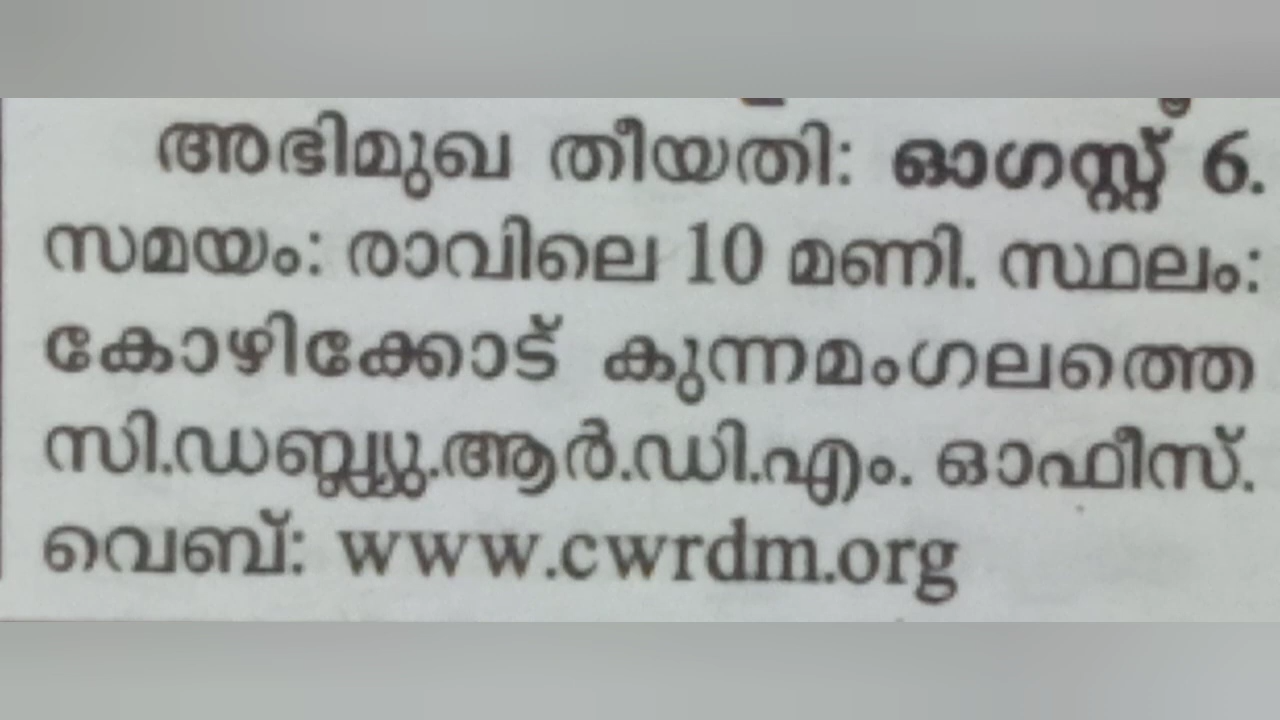 അഭിമുഖ തീയതി: ഓഗസ്റ്റ് 6.
സമയം: രാവിലെ 10 മണി. സ്ഥലം:
കോഴിക്കോട് കുന്നമംഗലത്തെ
സി.ഡബ്ല്യു.ആർ.ഡി.എം. ഓഫീസ്.
വെബ്: www.cwrdm.org